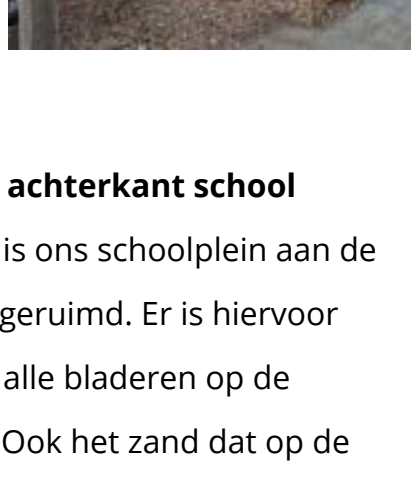 achterkant school
is ons schoolplein aan de
geruimd. Er is hiervoor
alle bladeren op de
Ook het zand dat op de